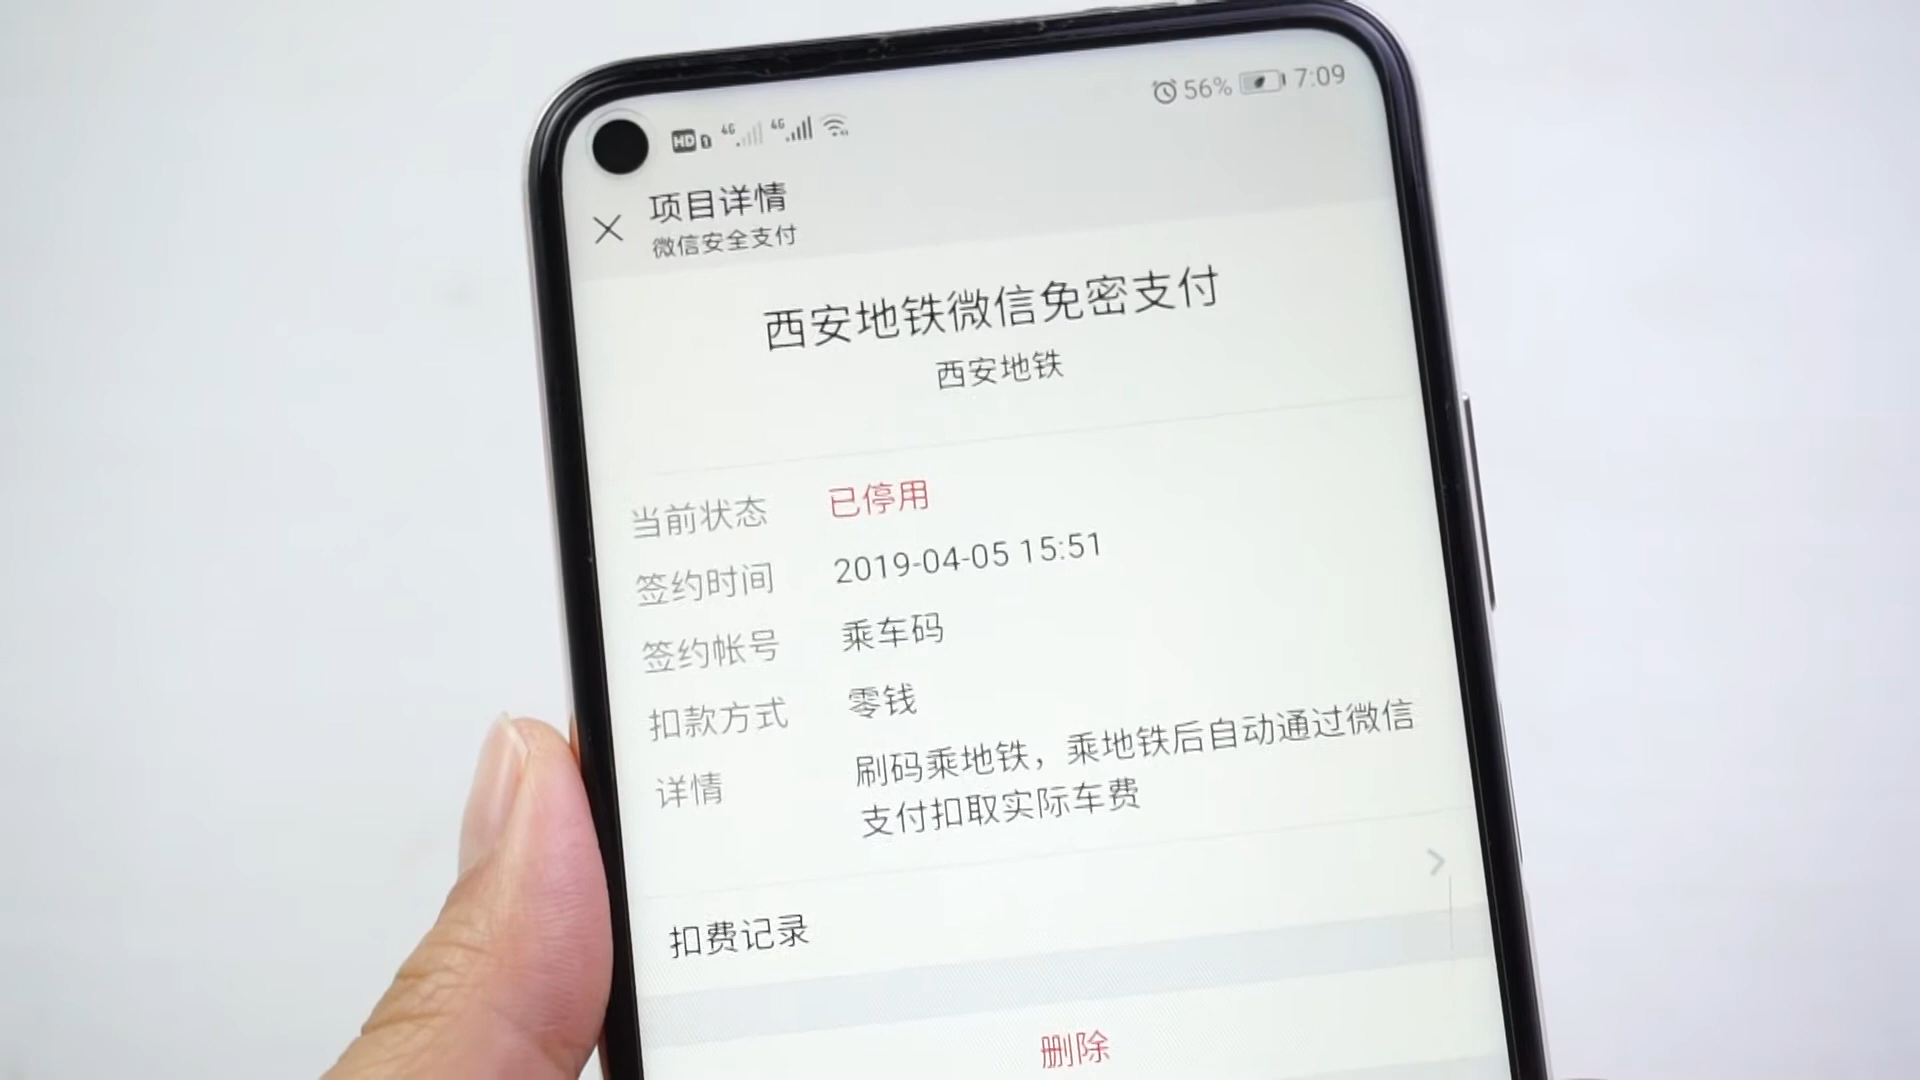 HD 1 4G 4G 56% 7:09
项目详情
微信安全支付
西安地铁微信免密支付
西安地铁
当前状态 已停用
签约时间 2019-04-05 15:51
签约帐号 乘车码
扣款方式 零钱
详情 刷码乘地铁，乘地铁后自动通过微信
支付扣取实际车费
扣费记录
删除